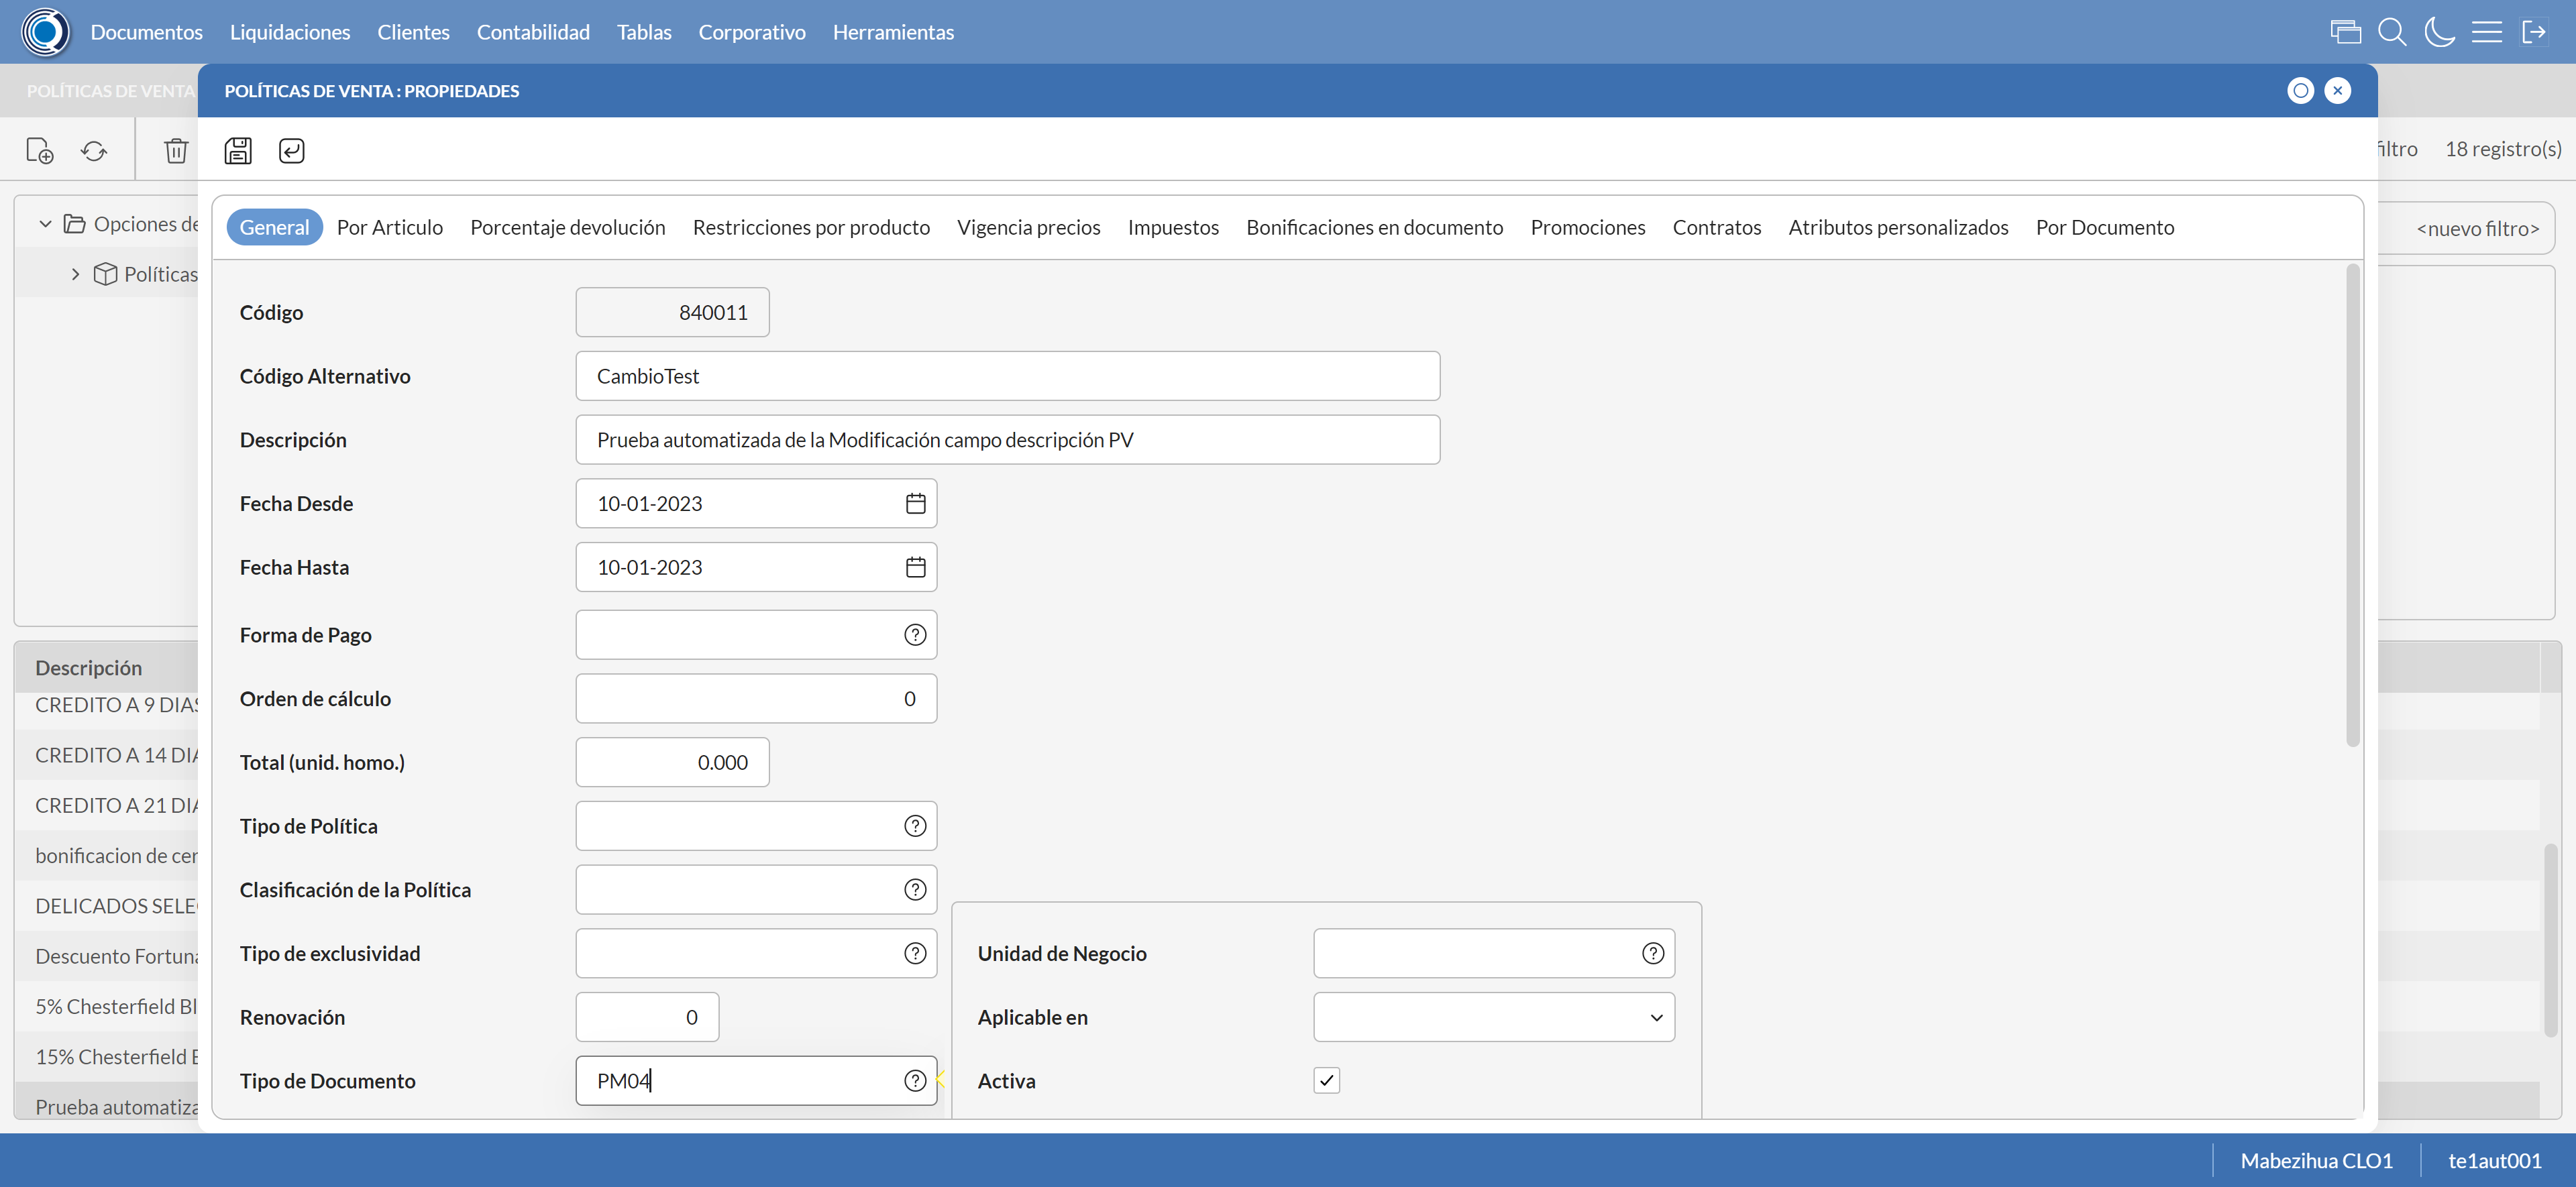 Documentos Liquidaciones Clientes Contabilidad Tablas Corporativo Herramientas
POLÍTICAS DE VENTA
POLÍTICAS DE VENTA : PROPIEDADES
filtro 18 registro(s)
Opciones de
Políticas
<nuevo filtro>
General Por Articulo Porcentaje devolución Restricciones por producto Vigencia precios Impuestos Bonificaciones en documento Promociones Contratos Atributos personalizados Por Documento
Código 840011
Código Alternativo CambioTest
Descripción Prueba automatizada de la Modificación campo descripción PV
Fecha Desde 10-01-2023
Fecha Hasta 10-01-2023
Forma de Pago
Orden de cálculo 0
Total (unid. homo.) 0.000
Tipo de Política
Clasificación de la Política
Tipo de exclusividad
Renovación 0
Tipo de Documento PM04
Unidad de Negocio
Aplicable en
Activa
Descripción
CREDITO A 9 DIAS
CREDITO A 14 DIA
CREDITO A 21 DIA
bonificacion de cer
DELICADOS SELE
Descuento Fortuna
5% Chesterfield Bl
15% Chesterfield B
Prueba automatiza
Mabezihua CLO1 te1aut001